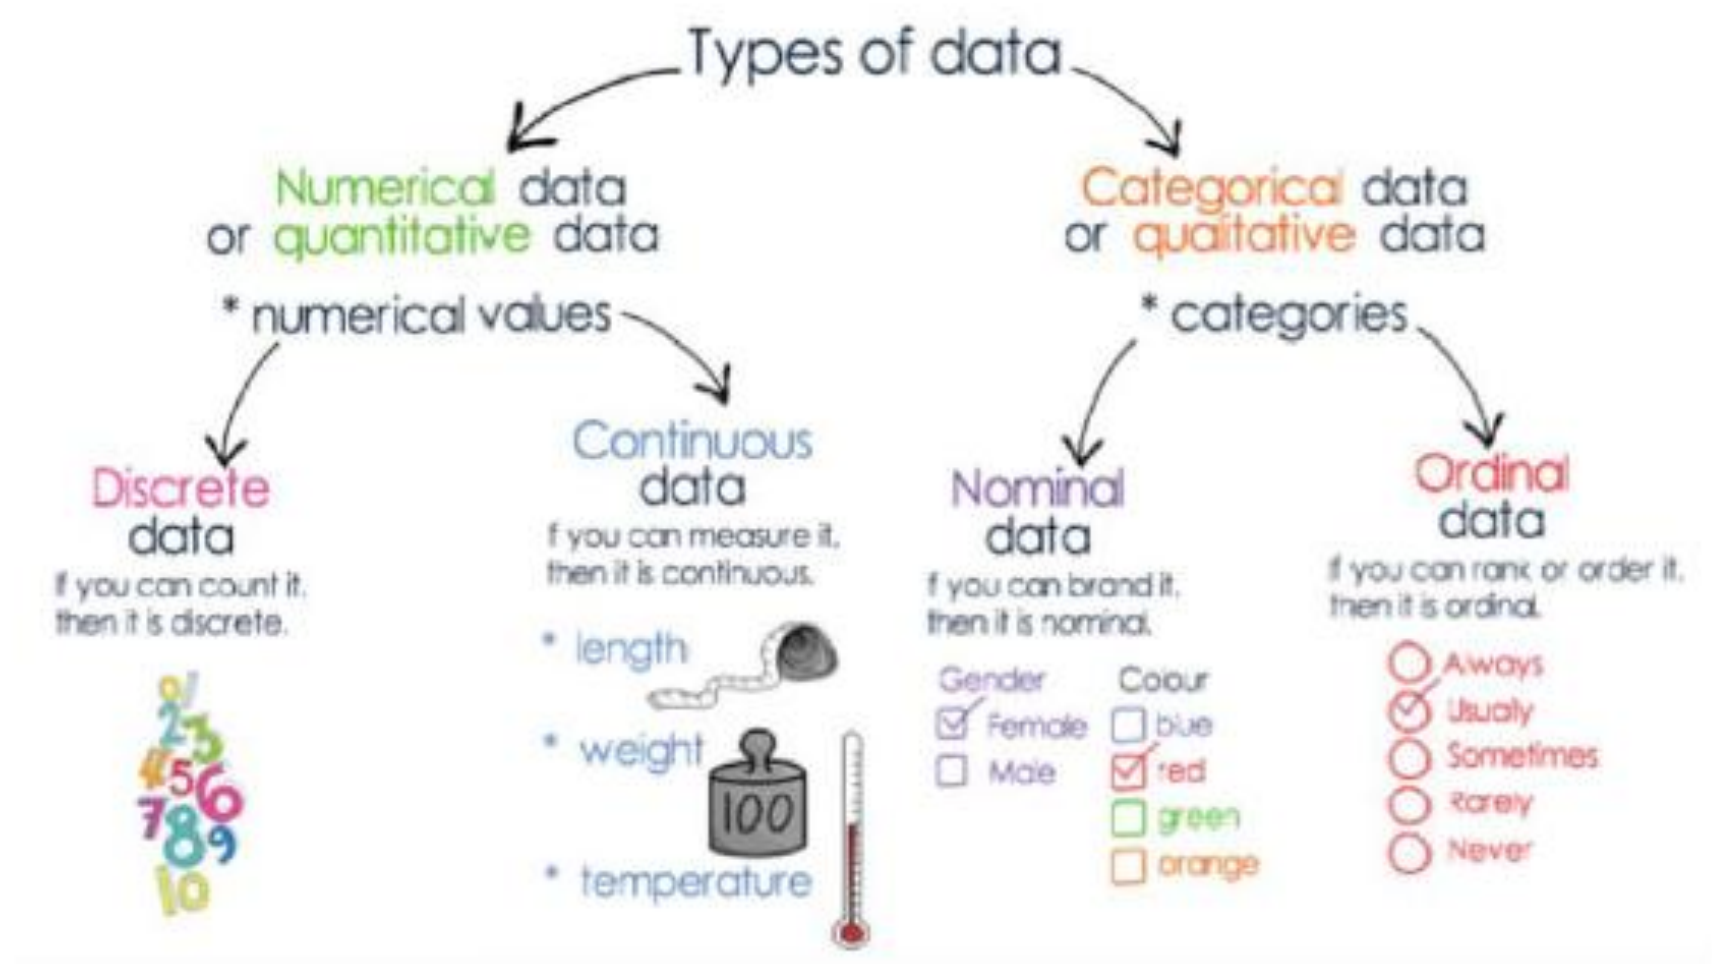 Types of data
Numerical data
or quantitative data
* numerical values
Discrete
data
f you can count it,
then it is discrete.
0 1
2 3
4 5 6
7 8 9
10
Continuous
data
f you can measure it,
then it is continuous.
* length
* weight
100
* temperature
Categorical data
or qualitative data
* categories
Nominal
data
f you can brand it,
then it is nominal.
Gender
Female
Male
Colour
blue
red
green
orange
Ordinal
data
if you can rank or order it,
then it is ordinal.
Always
Usually
Sometimes
Rarely
Never